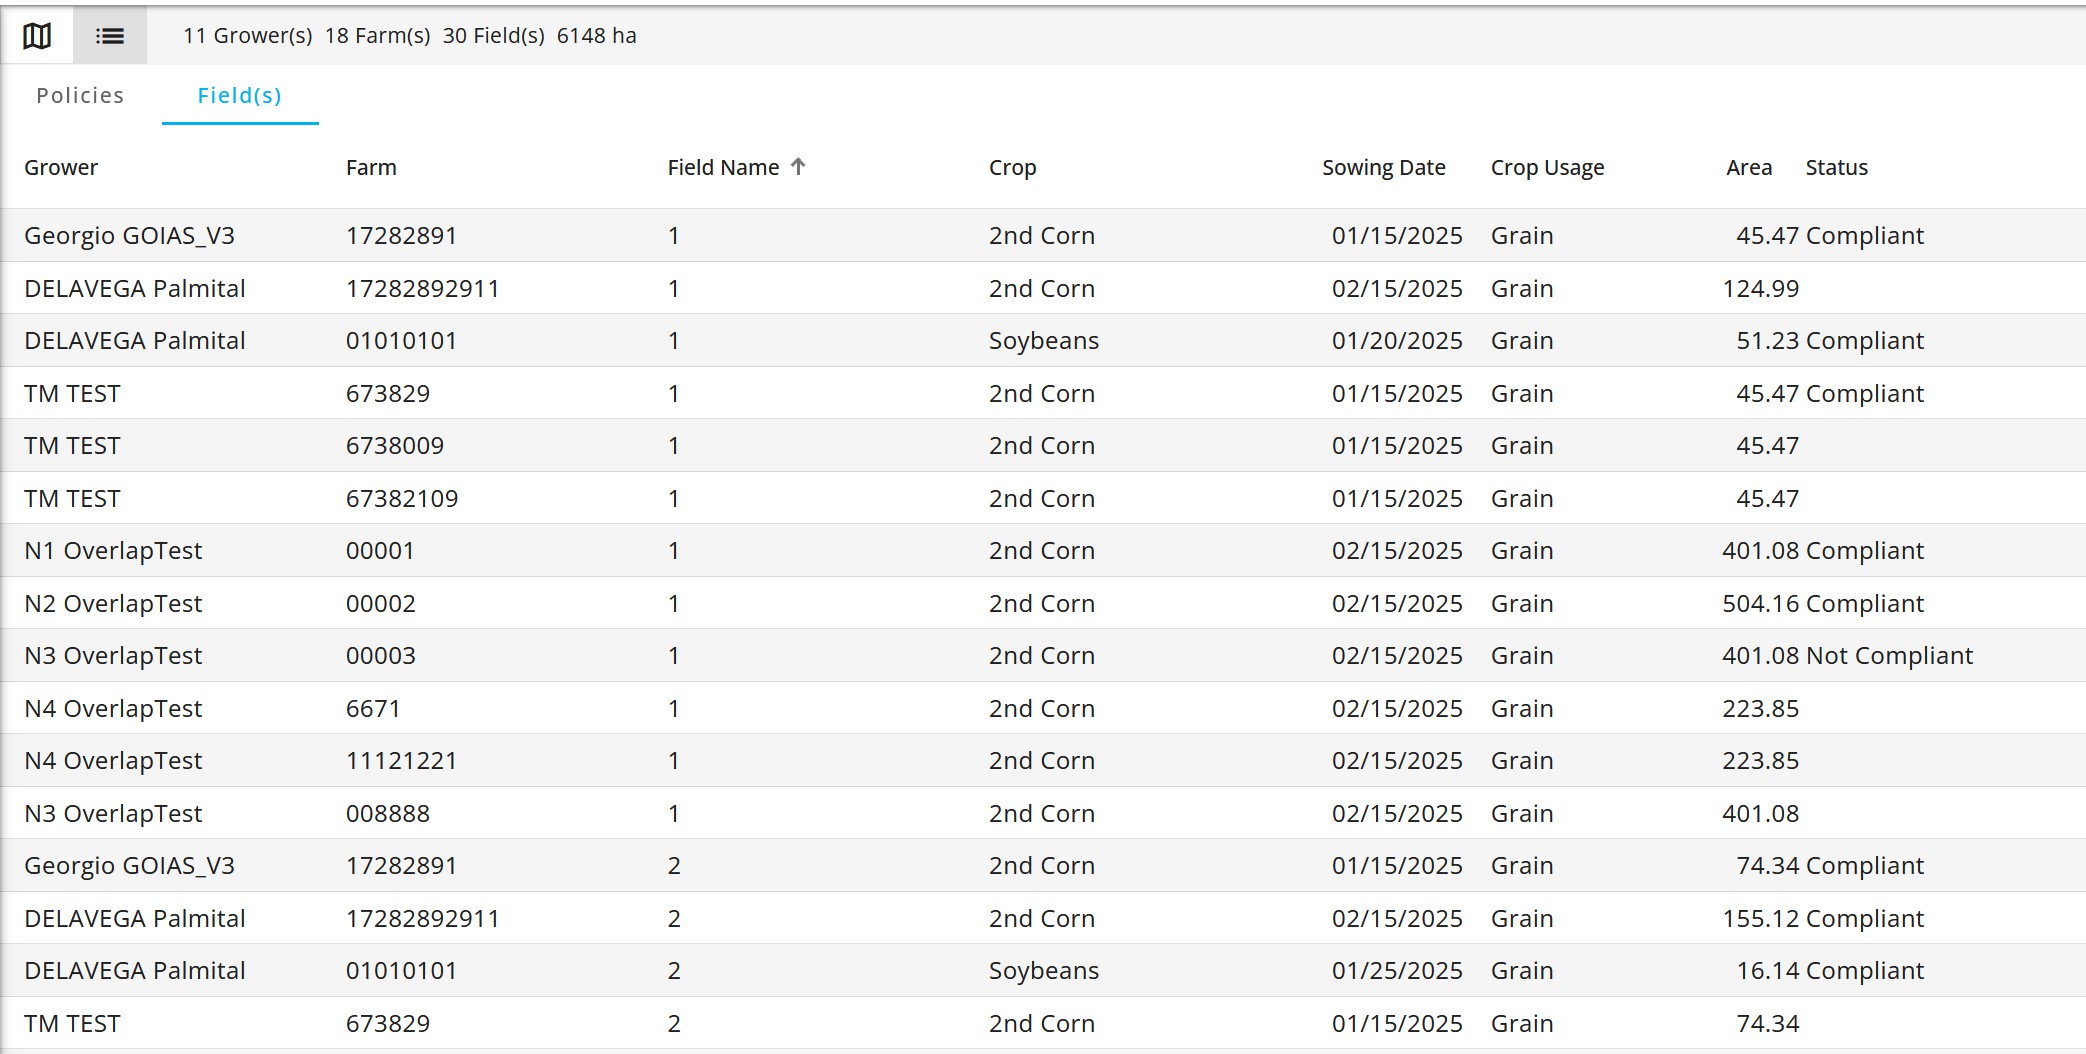 11 Grower(s) 18 Farm(s) 30 Field(s) 6148 ha
Policies Field(s)
Grower Farm Field Name Crop Sowing Date Crop Usage Area Status
Georgio GOIAS_V3 17282891 1 2nd Corn 01/15/2025 Grain 45.47 Compliant
DELAVEGA Palmital 17282892911 1 2nd Corn 02/15/2025 Grain 124.99
DELAVEGA Palmital 01010101 1 Soybeans 01/20/2025 Grain 51.23 Compliant
TM TEST 673829 1 2nd Corn 01/15/2025 Grain 45.47 Compliant
TM TEST 6738009 1 2nd Corn 01/15/2025 Grain 45.47
TM TEST 67382109 1 2nd Corn 01/15/2025 Grain 45.47
N1 OverlapTest 00001 1 2nd Corn 02/15/2025 Grain 401.08 Compliant
N2 OverlapTest 00002 1 2nd Corn 02/15/2025 Grain 504.16 Compliant
N3 OverlapTest 00003 1 2nd Corn 02/15/2025 Grain 401.08 Not Compliant
N4 OverlapTest 6671 1 2nd Corn 02/15/2025 Grain 223.85
N4 OverlapTest 11121221 1 2nd Corn 02/15/2025 Grain 223.85
N3 OverlapTest 008888 1 2nd Corn 02/15/2025 Grain 401.08
Georgio GOIAS_V3 17282891 2 2nd Corn 01/15/2025 Grain 74.34 Compliant
DELAVEGA Palmital 17282892911 2 2nd Corn 02/15/2025 Grain 155.12 Compliant
DELAVEGA Palmital 01010101 2 Soybeans 01/25/2025 Grain 16.14 Compliant
TM TEST 673829 2 2nd Corn 01/15/2025 Grain 74.34